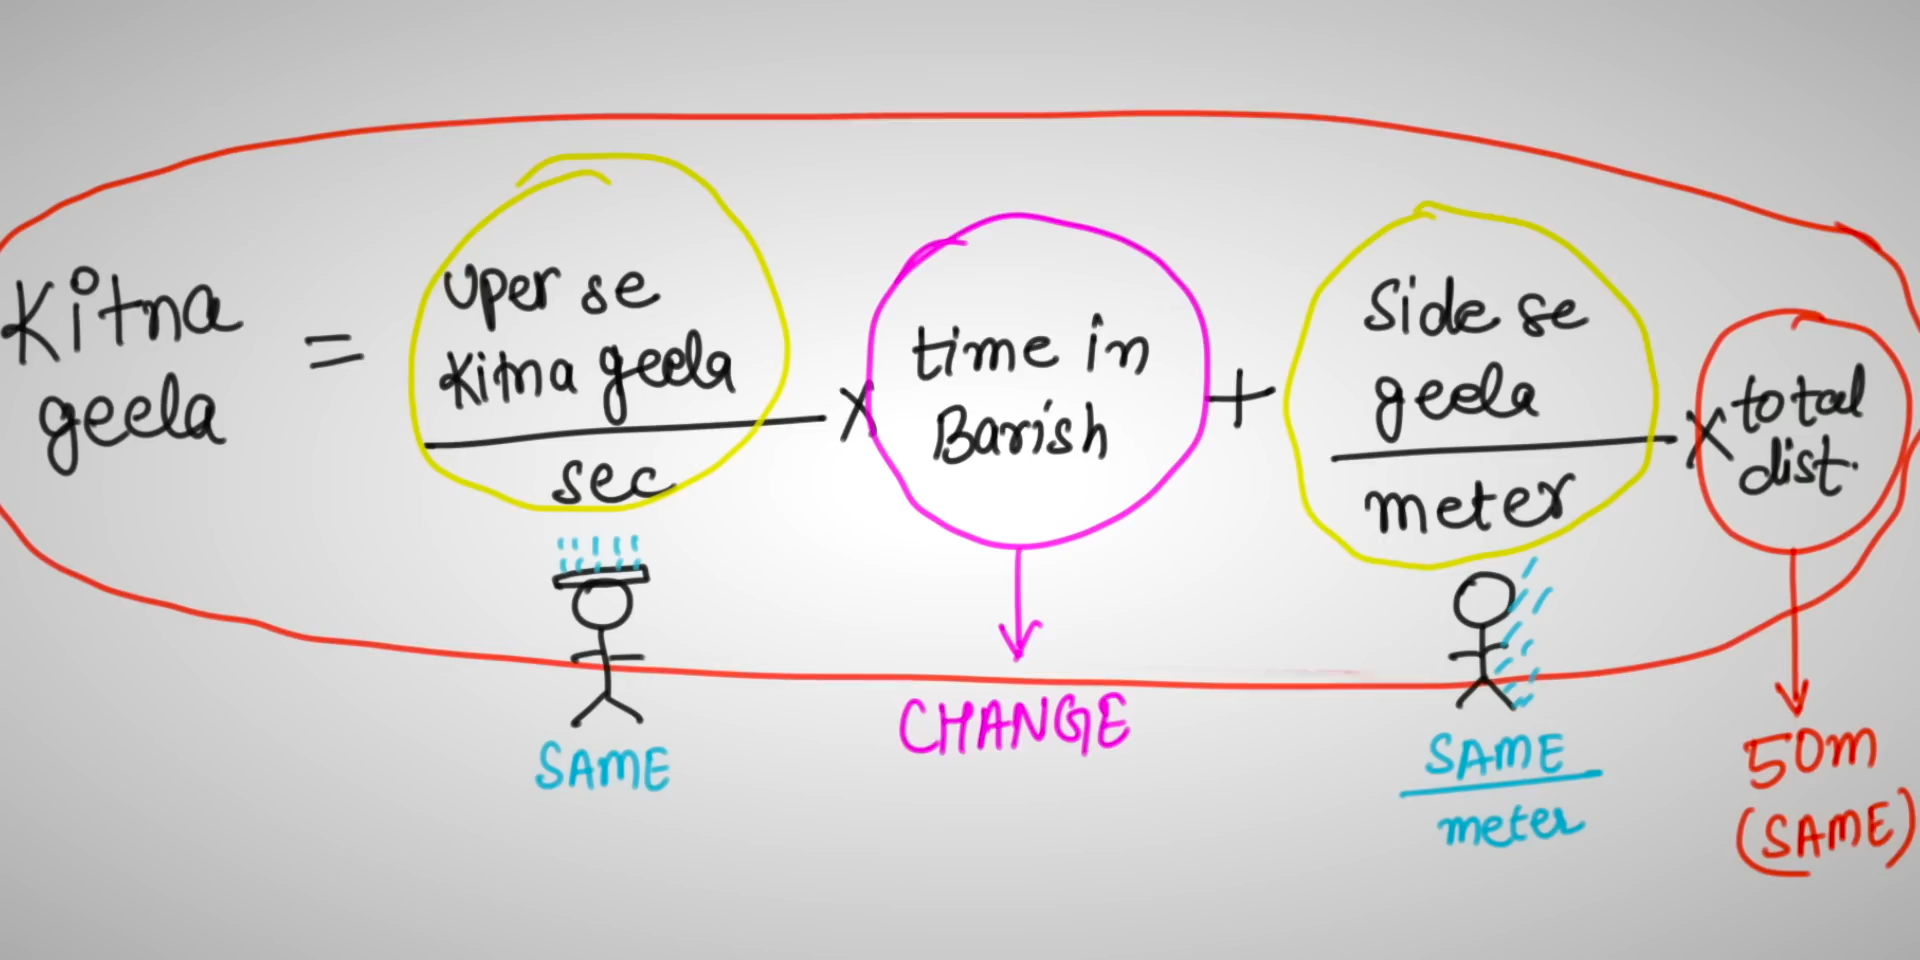 Kitna
geela
=
Uper se
Kitna geela
sec
x
time in
Barish
+
Side se
geela
meter
x
total
dist.
SAME
CHANGE
SAME
meter
50m
(SAME)